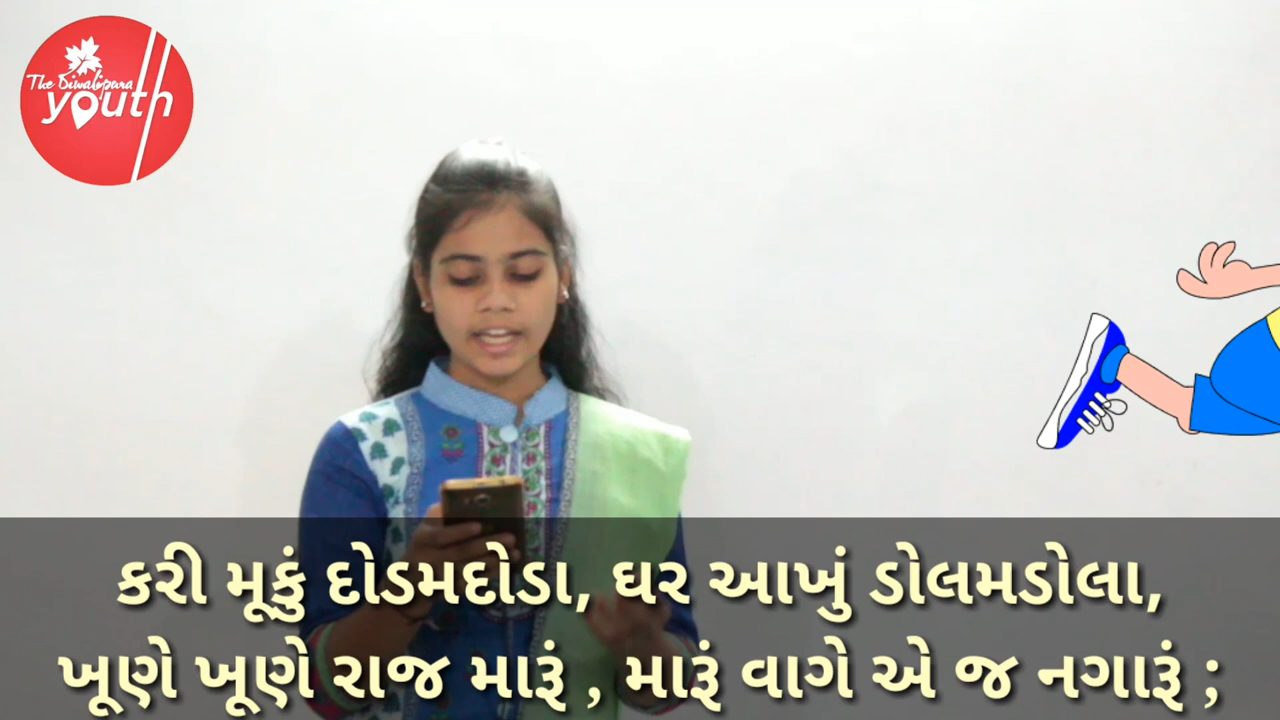 The Diwalipura
youth
કરી મૂકું દોડમદોડા, ઘર આખું ડોલમડોલા,
ખૂણે ખૂણે રાજ મારૂં , મારૂં વાગે એ જ નગારૂં ;